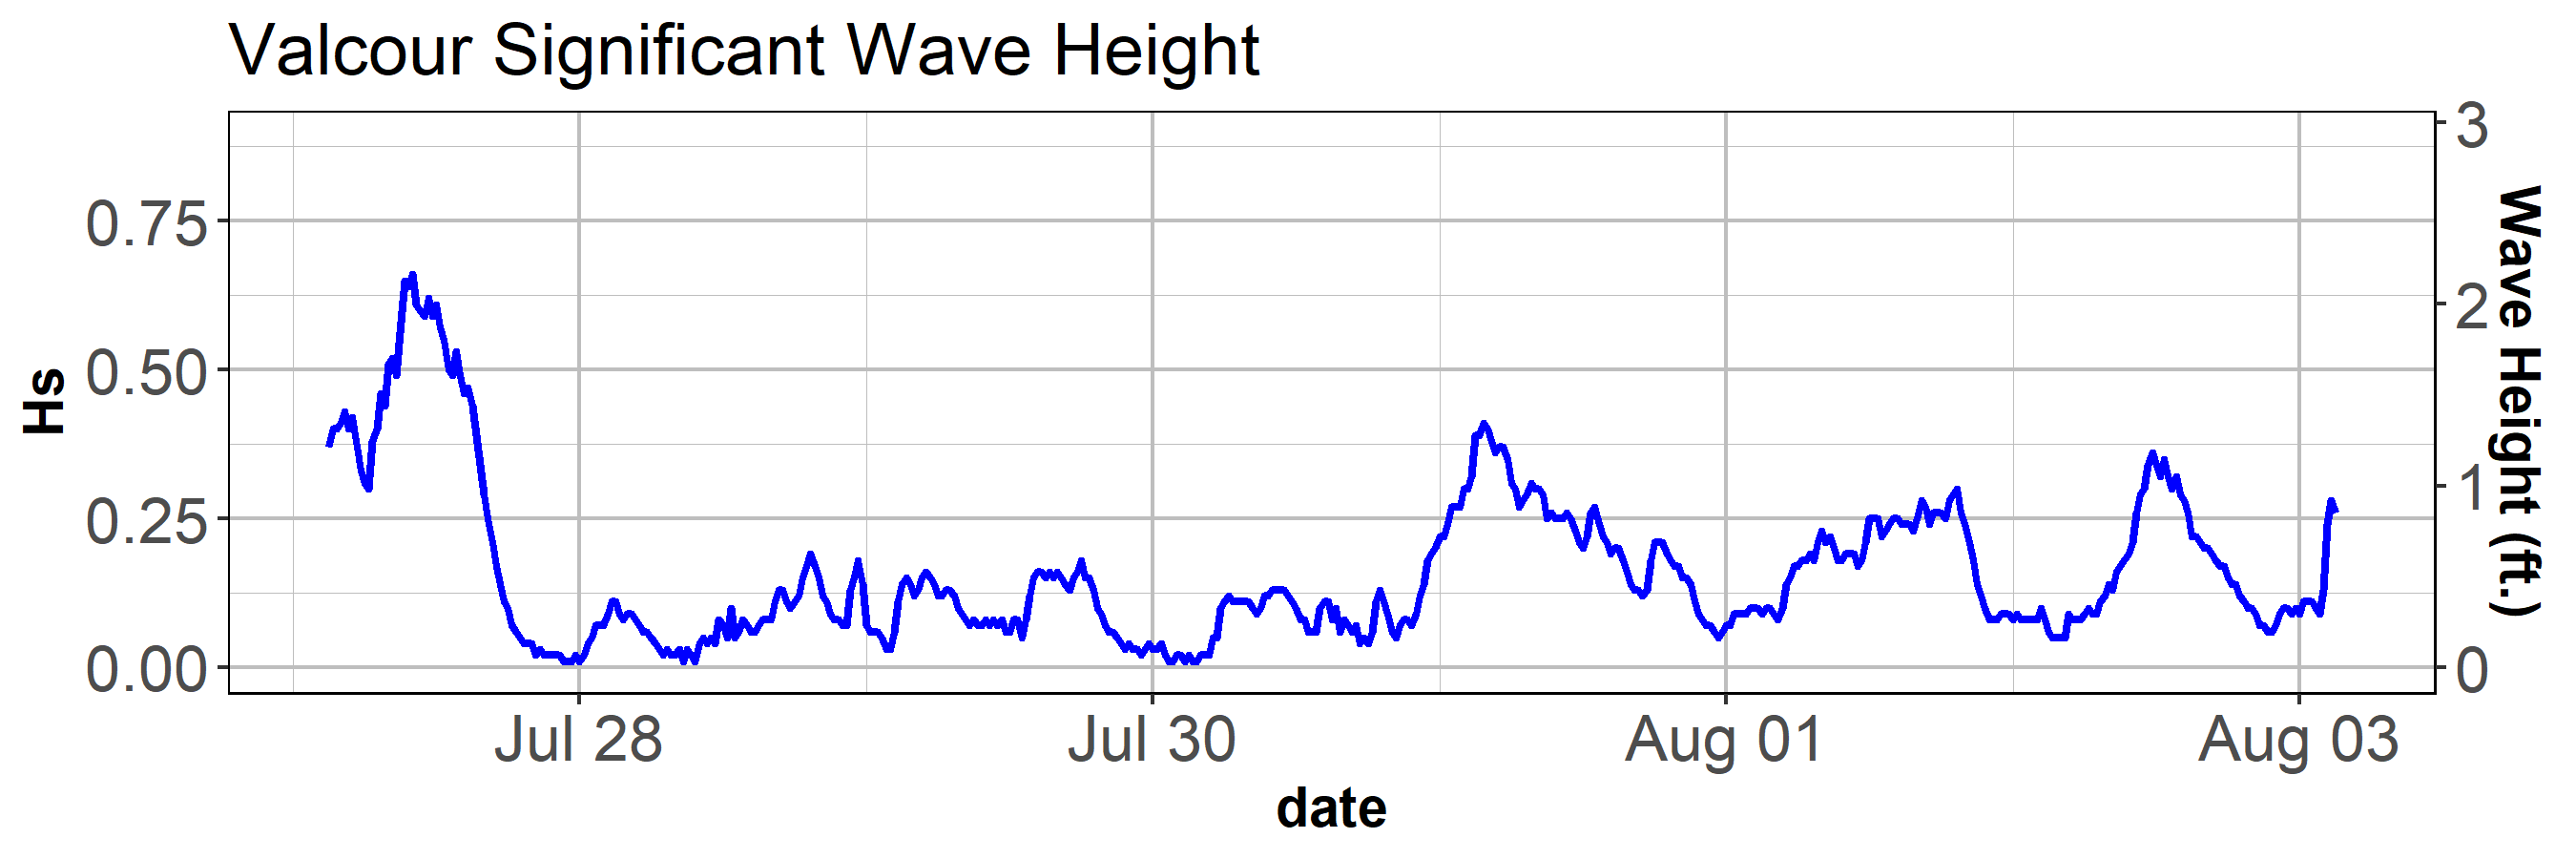 Valcour Significant Wave Height
Hs
0.75
0.50
0.25
0.00
3
2
1
0
Wave Height (ft.)
Jul 28
Jul 30
Aug 01
Aug 03
date